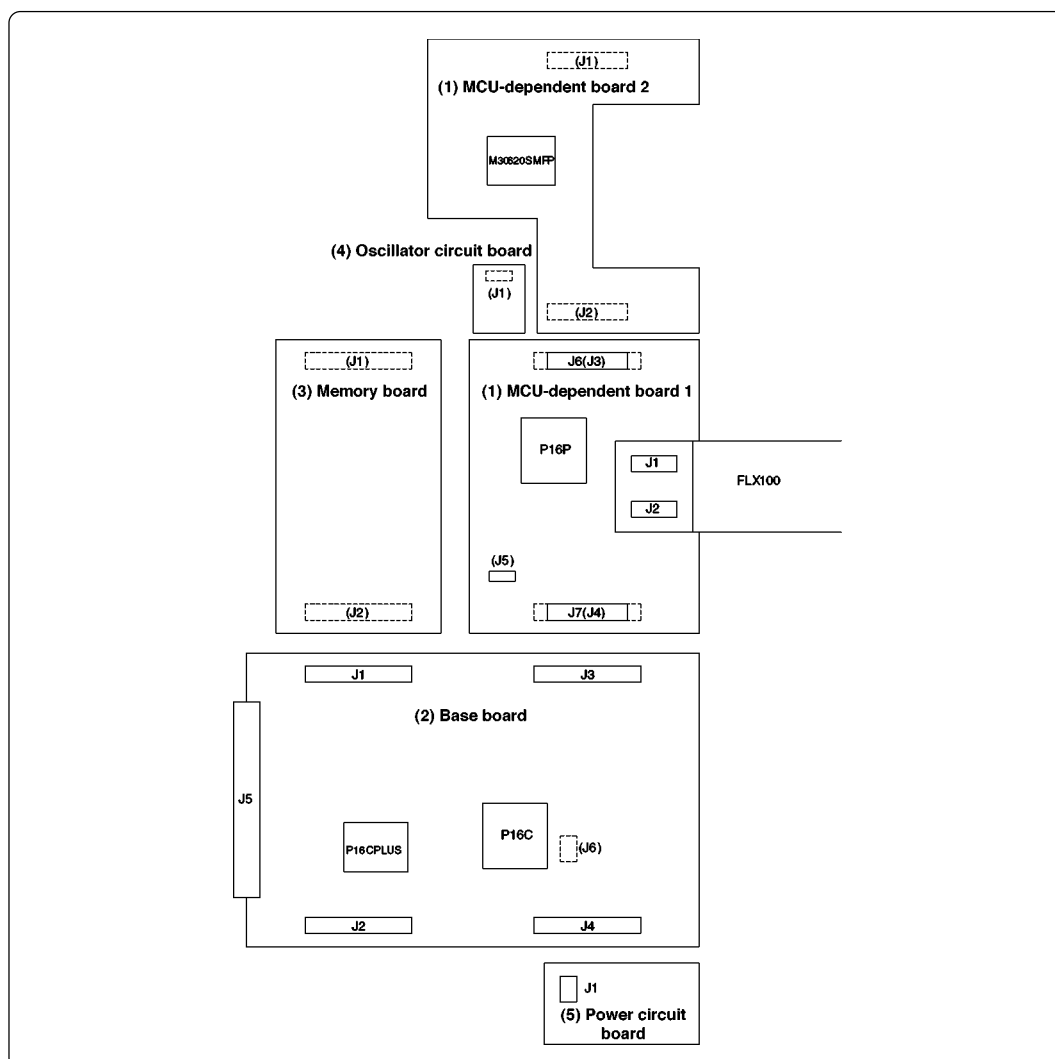 (J1)
(1) MCU-dependent board 2
M30620SMFP
(4) Oscillator circuit board
(J1)
(J2)
(J1)
(3) Memory board
(J2)
J6(J3)
(1) MCU-dependent board 1
P16P
J1
J2
FLX100
(J5)
J7(J4)
J1
J3
(2) Base board
J5
P16C
P16CPLUS
(J6)
J2
J4
J1
(5) Power circuit
board